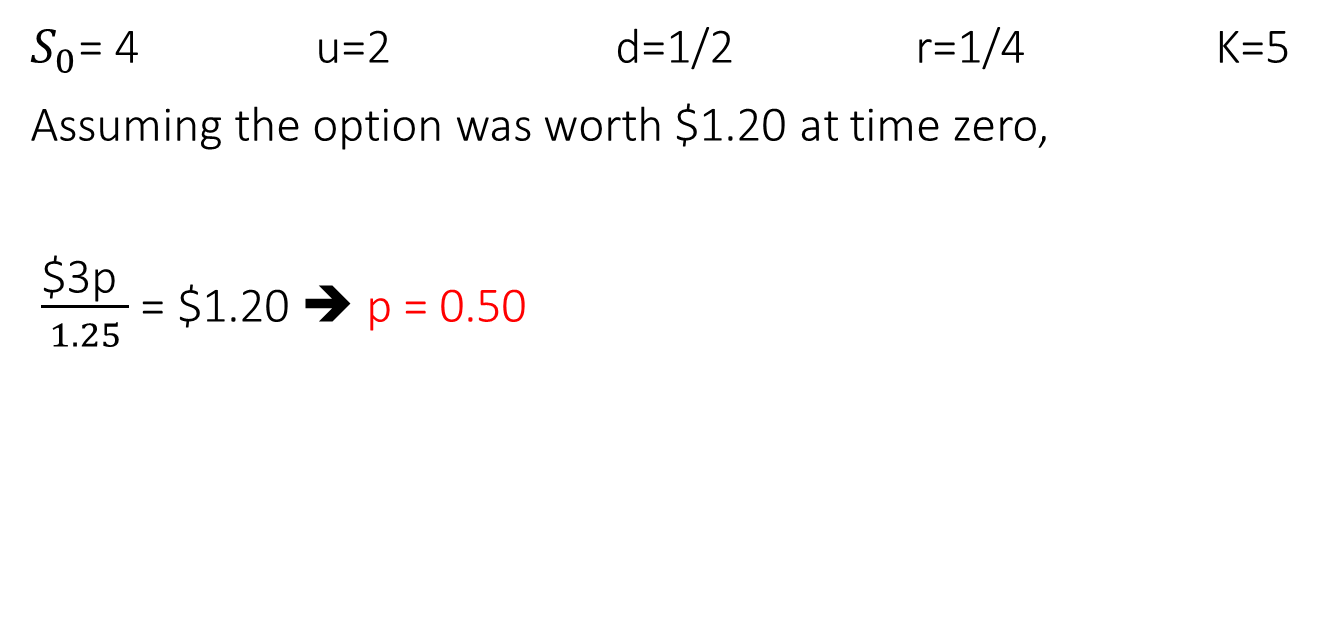 S₀= 4 u=2 d=1/2 r=1/4 K=5
Assuming the option was worth $1.20 at time zero,
$3p
1.25
= $1.20 ➔ p = 0.50